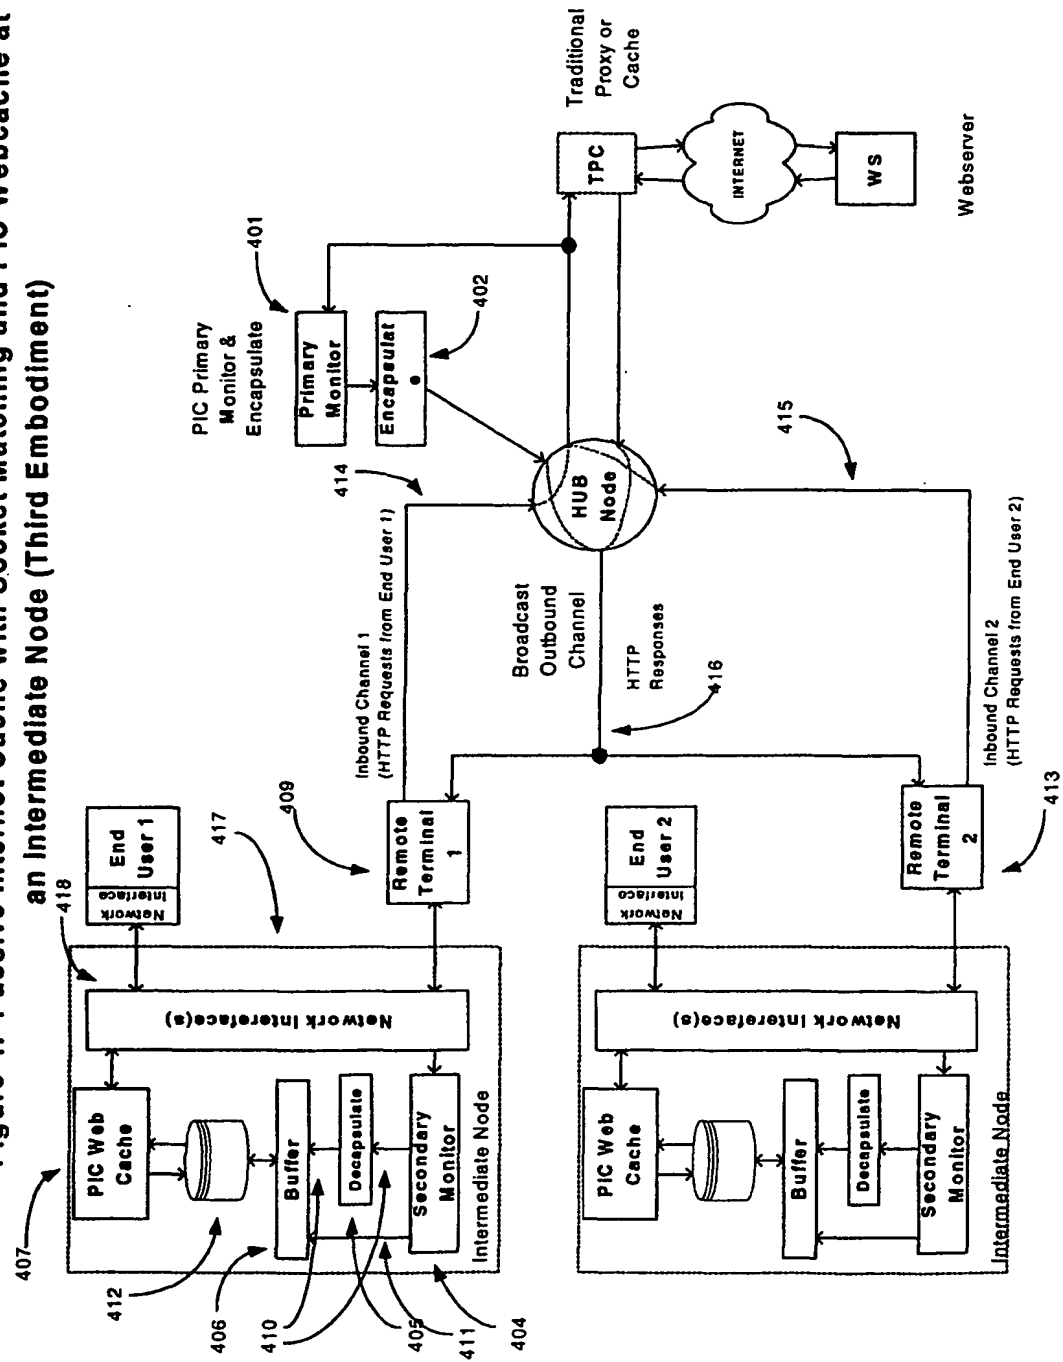 Figure 4: Passive Internet Cache with Socket Matching and PIC Webcache at
an Intermediate Node (Third Embodiment)
407
412
406
410
405
411
404
PIC Web
Cache
Buffer
Decapsulate
Secondary
Monitor
Intermediate Node
Network Intereface(s)
418
417
Network
Interface
End
User 1
409
Remote
Terminal
1
Inbound Channel 1
(HTTP Requests from End User 1)
414
PIC Primary
Monitor &
Encapsulate
Primary
Monitor
Encapsulat
e
401
402
Broadcast
Outbound
Channel
HTTP
Responses
416
HUB
Node
TPC
Traditional
Proxy or
Cache
INTERNET
WS
Webserver
415
PIC Web
Cache
Buffer
Decapsulate
Secondary
Monitor
Intermediate Node
Network Intereface(s)
Network
Interface
End
User 2
Remote
Terminal
2
413
Inbound Channel 2
(HTTP Requests from End User 2)